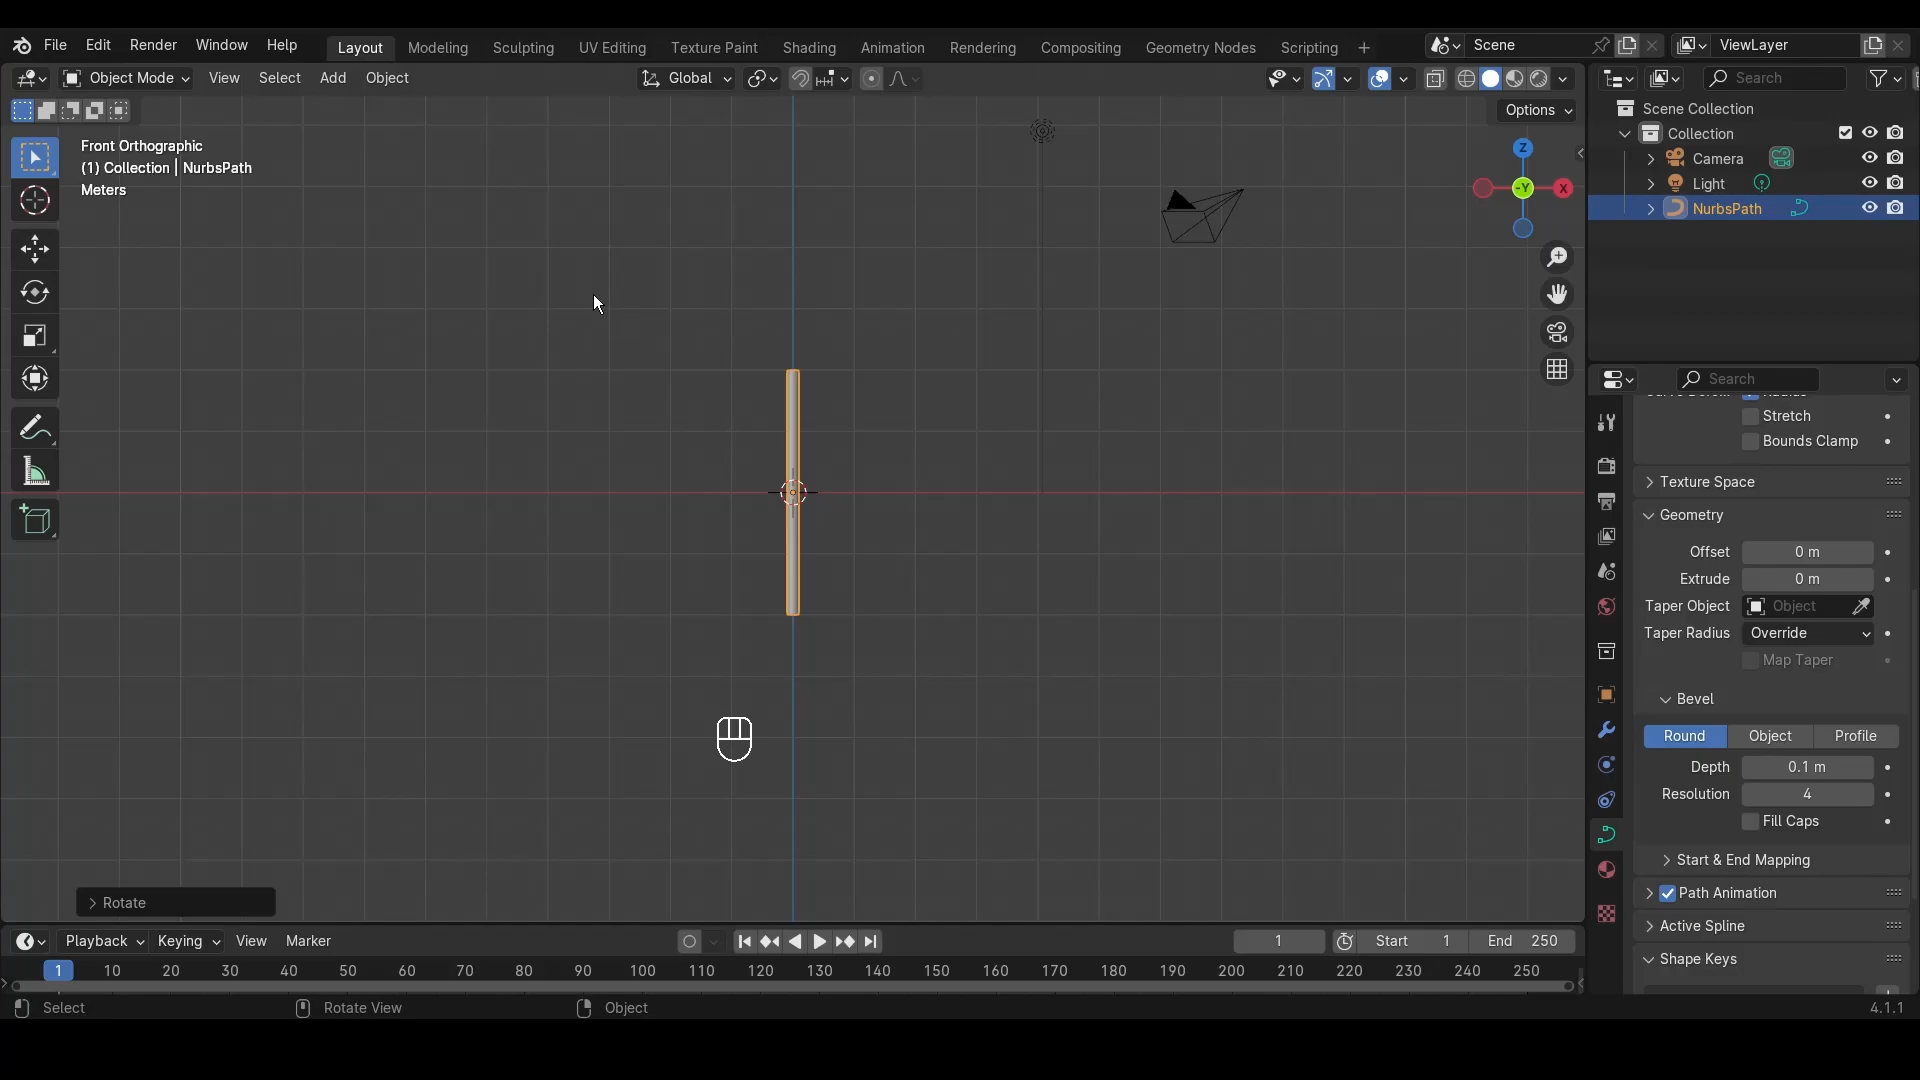 File Edit Render Window Help Layout Modeling Sculpting UV Editing Texture Paint Shading Animation Rendering Compositing Geometry Nodes Scripting + Scene ViewLayer
Object Mode View Select Add Object Global Search
Options
Front Orthographic
(1) Collection | NurbsPath
Meters
Z
-Y
X
Scene Collection
Collection
Camera
Light
NurbsPath
Search
Stretch
Bounds Clamp
Texture Space
Geometry
Offset 0 m
Extrude 0 m
Taper Object Object
Taper Radius Override
Map Taper
Bevel
Round Object Profile
Depth 0.1 m
Resolution 4
Fill Caps
Start & End Mapping
Path Animation
Active Spline
Shape Keys
Rotate
Playback Keying View Marker 1 Start 1 End 250
1 10 20 30 40 50 60 70 80 90 100 110 120 130 140 150 160 170 180 190 200 210 220 230 240 250
Select Rotate View Object 4.1.1